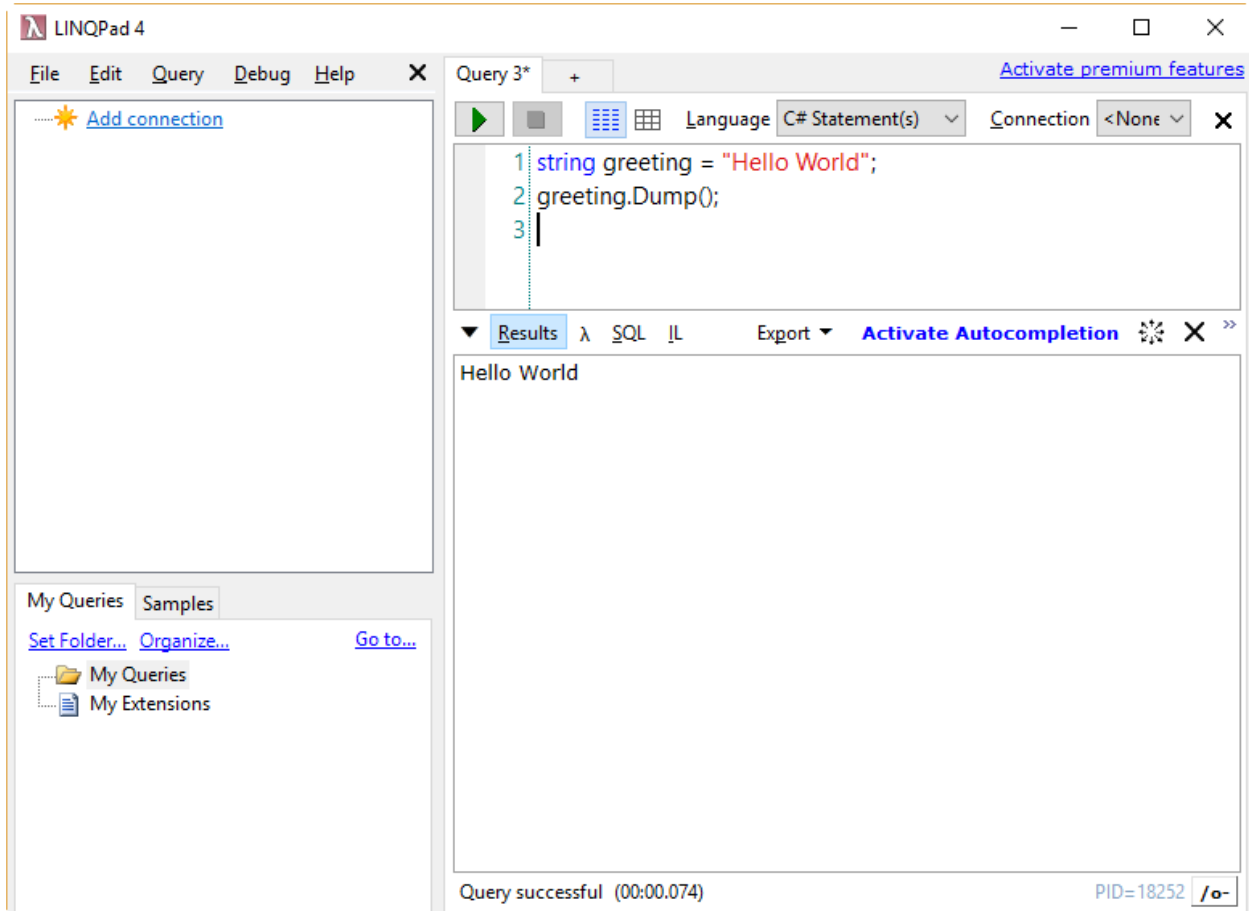 LINQPad 4
File Edit Query Debug Help
Add connection
My Queries Samples
Set Folder... Organize... Go to...
My Queries
My Extensions
Query 3* + Activate premium features
Language C# Statement(s) Connection <None
1 string greeting = "Hello World";
2 greeting.Dump();
3
Results λ SQL IL Export Activate Autocompletion »
Hello World
Query successful (00:00.074) PID=18252 /o-